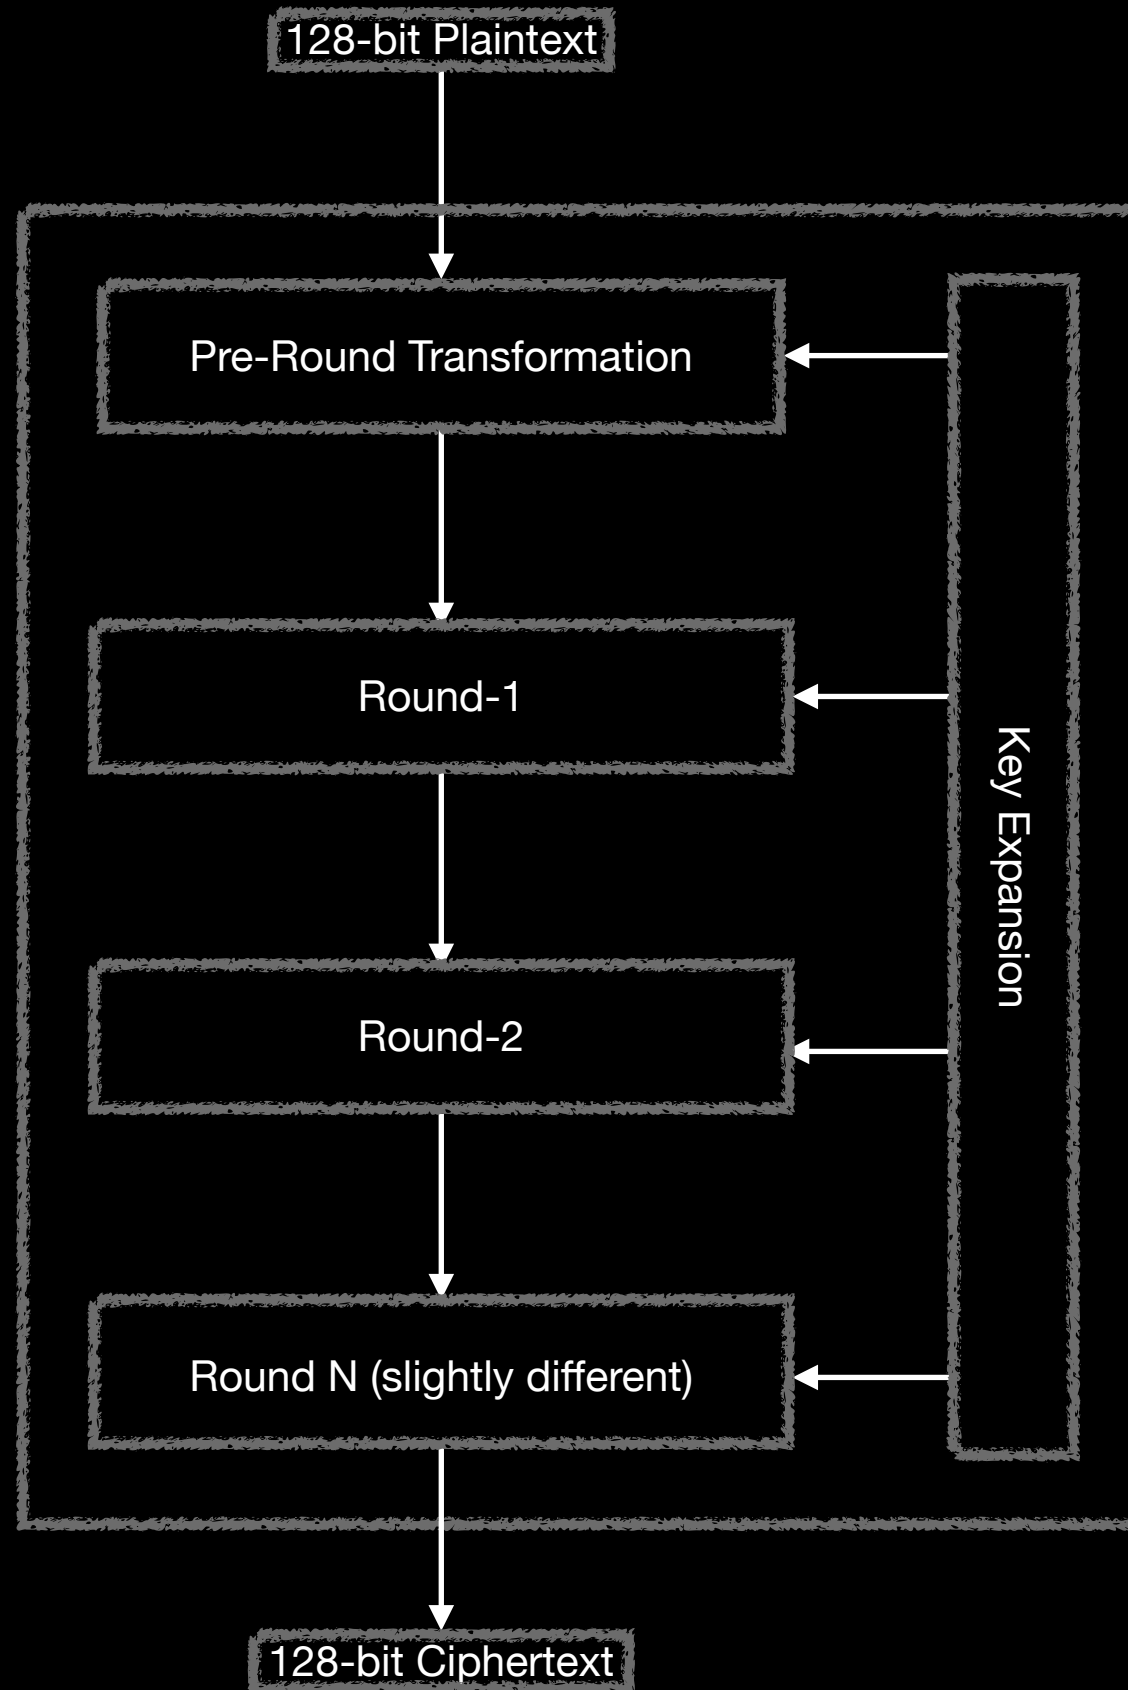 128-bit Plaintext
Pre-Round Transformation
Round-1
Key Expansion
Round-2
Round N (slightly different)
128-bit Ciphertext